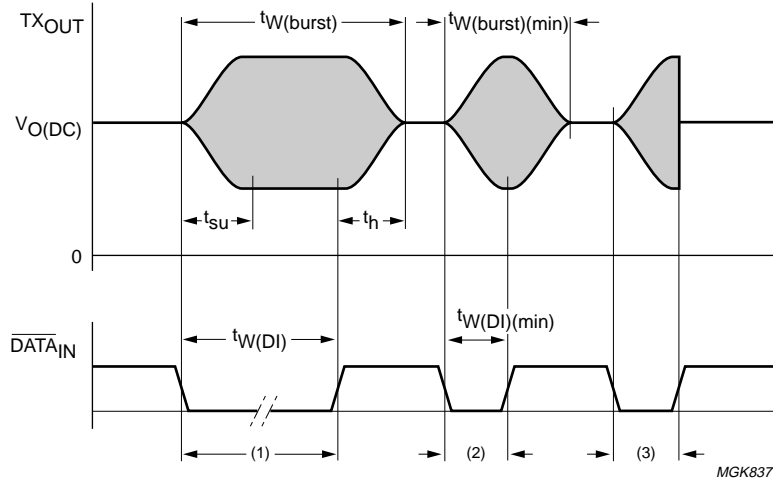 TXOUT
tW(burst)
tW(burst)(min)
VO(DC)
tsu
th
0
DATAIN
tW(DI)
tW(DI)(min)
(1)
(2)
(3)
MGK837